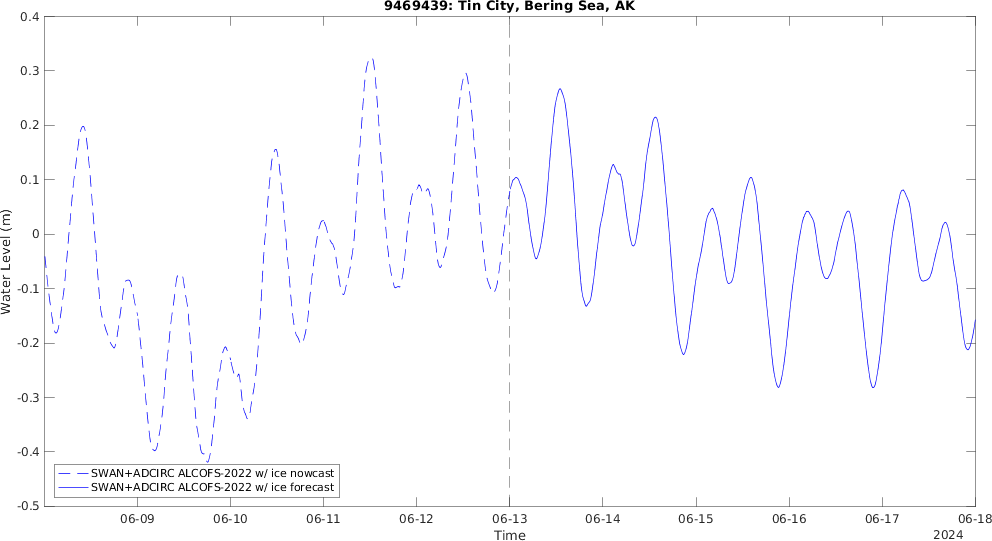 9469439: Tin City, Bering Sea, AK
0.4
0.3
0.2
0.1
0
-0.1
-0.2
-0.3
-0.4
-0.5
Water Level (m)
SWAN+ADCIRC ALCOFS-2022 w/ ice nowcast
SWAN+ADCIRC ALCOFS-2022 w/ ice forecast
06-09 06-10 06-11 06-12 06-13 06-14 06-15 06-16 06-17 06-18
Time
2024